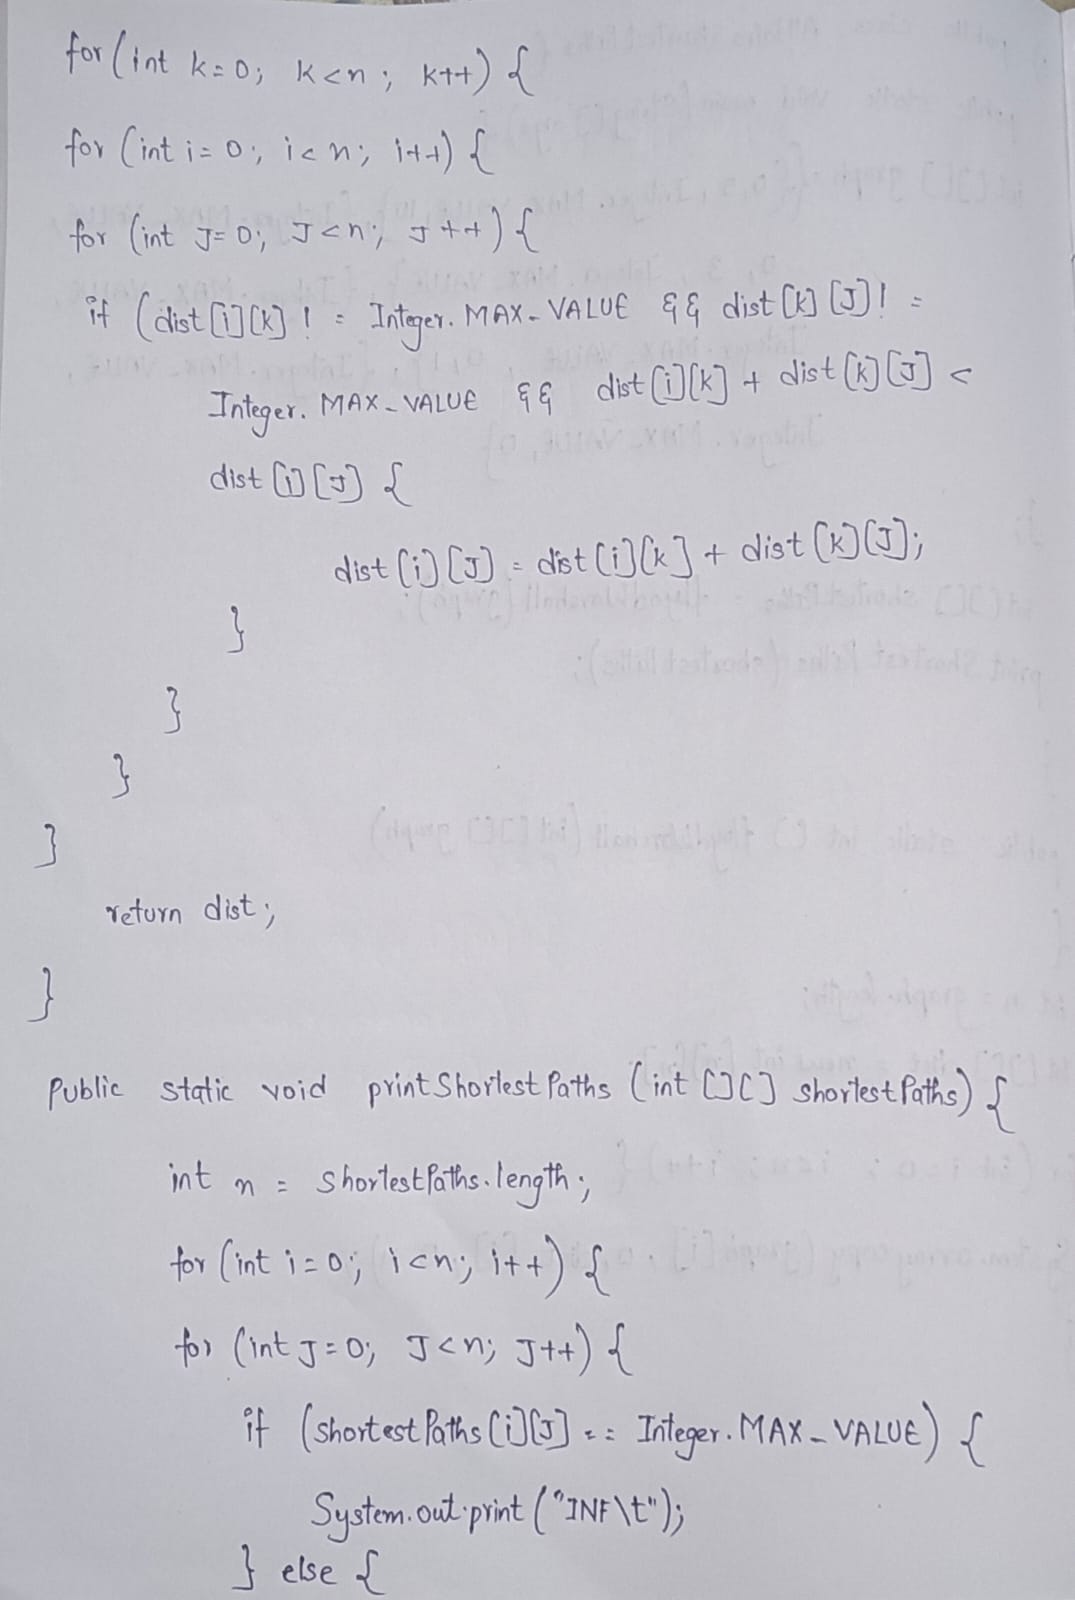 for (int k=0; k<n; k++) {
for (int i=0; i<n; i++) {
for (int J=0; J<n; J++) {
if (dist[i][k] ! = Integer. MAX_VALUE && dist[k][J] ! =
Integer. MAX_VALUE && dist[i][k] + dist[k][J] <
dist[i][J] {
dist[i][J] = dist[i][k] + dist[k][J];
}
}
}
}
return dist;
}
Public static void printShortestPaths (int [][] shortestPaths) {
int n = shortestPaths.length;
for (int i=0; i<n; i++) {
for (int J=0; J<n; J++) {
if (shortestPaths[i][J] == Integer. MAX_VALUE) {
System.out.print ("INF\t");
} else {